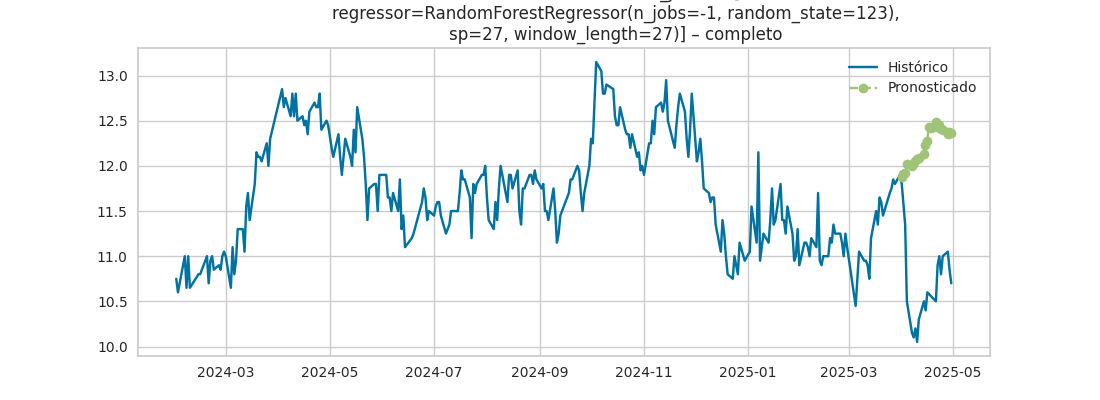 regressor=RandomForestRegressor(n_jobs=-1, random_state=123),
sp=27, window_length=27)] – completo
Histórico
Pronosticado
13.0
12.5
12.0
11.5
11.0
10.5
10.0
2024-03 2024-05 2024-07 2024-09 2024-11 2025-01 2025-03 2025-05